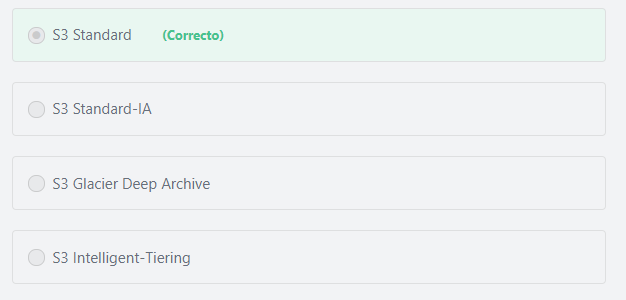 S3 Standard (Correcto)
S3 Standard-IA
S3 Glacier Deep Archive
S3 Intelligent-Tiering